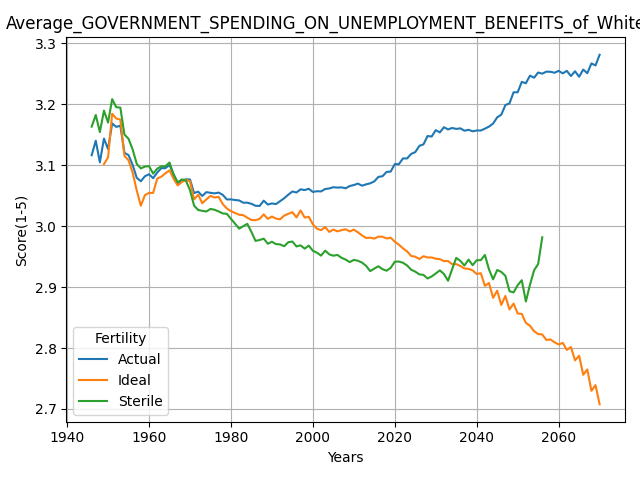 Average_GOVERNMENT_SPENDING_ON_UNEMPLOYMENT_BENEFITS_of_White
3.3
3.2
3.1
3.0
2.9
2.8
2.7
Score(1-5)
Fertility
Actual
Ideal
Sterile
1940 1960 1980 2000 2020 2040 2060
Years